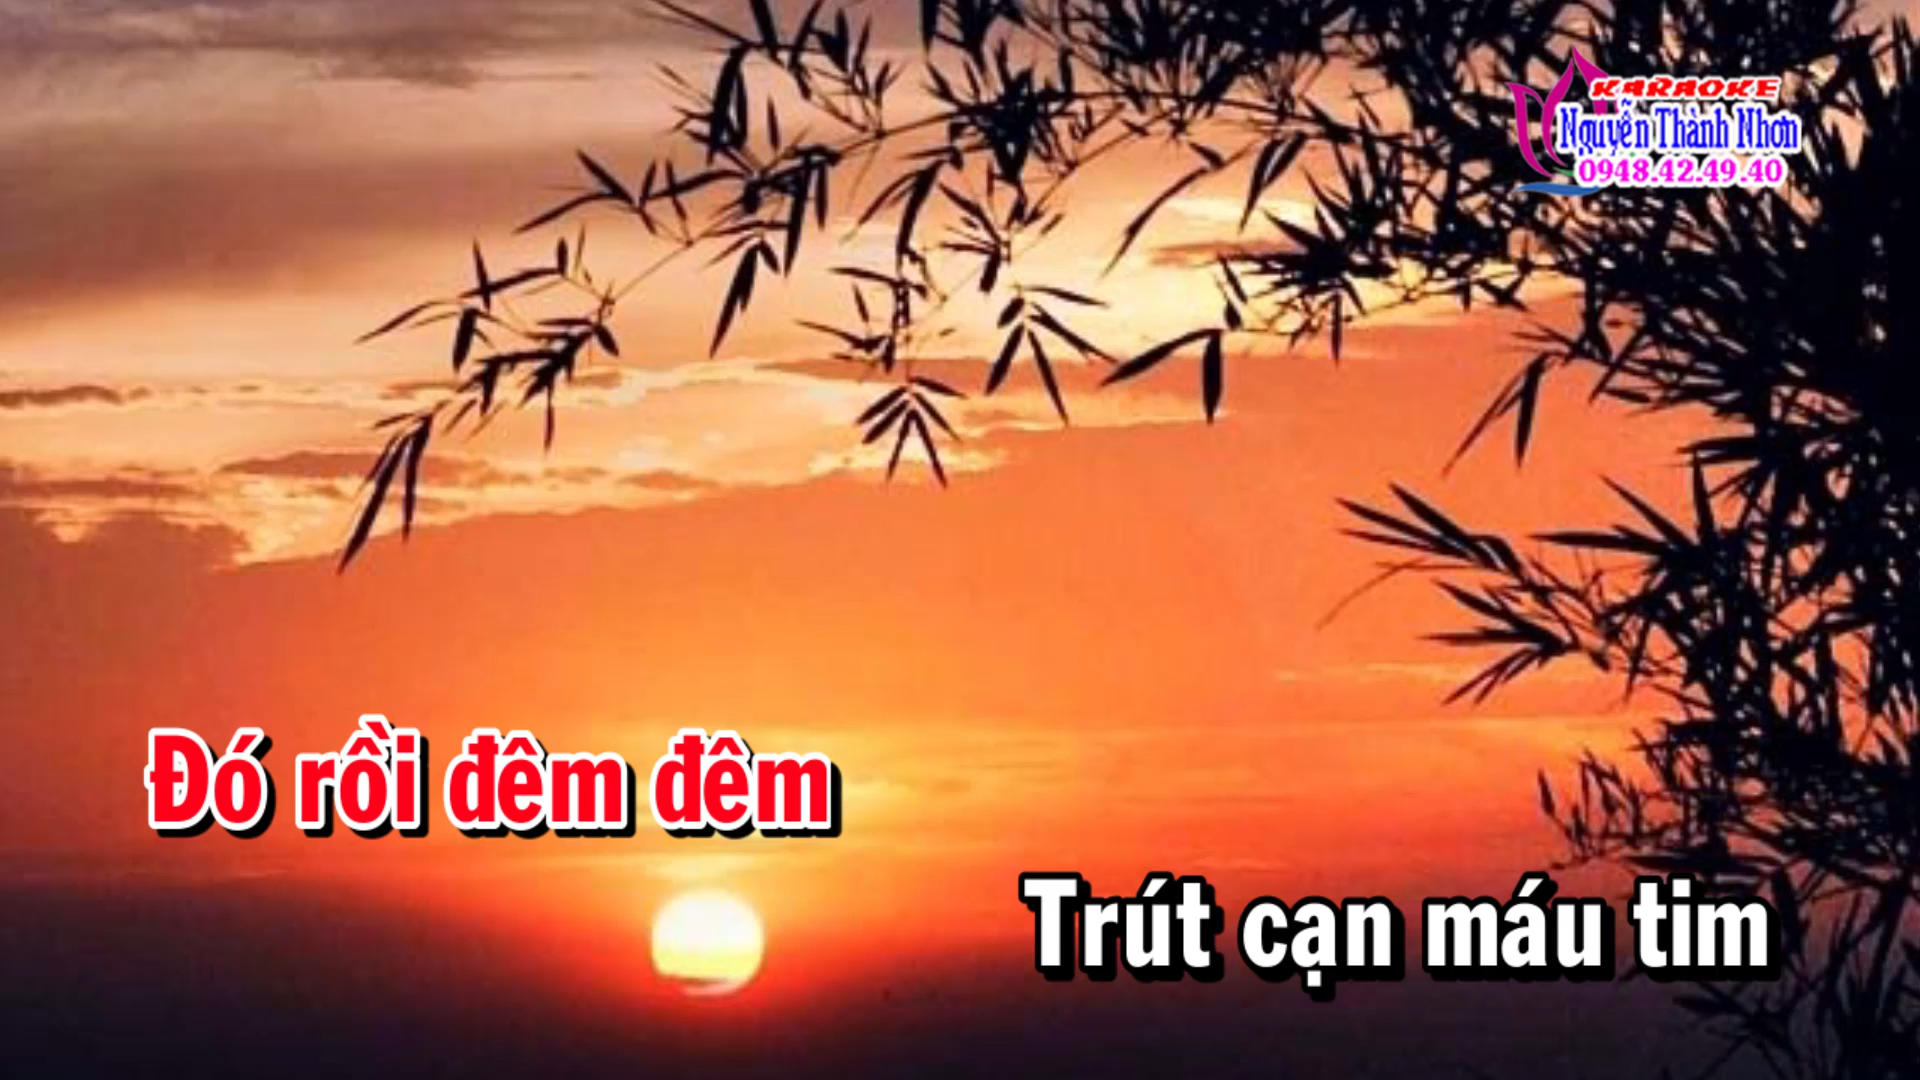 KARAOKE
Nguyễn Thành Nhơn
0948.42.49.40
Đó rồi đêm đêm
Trút cạn máu tim